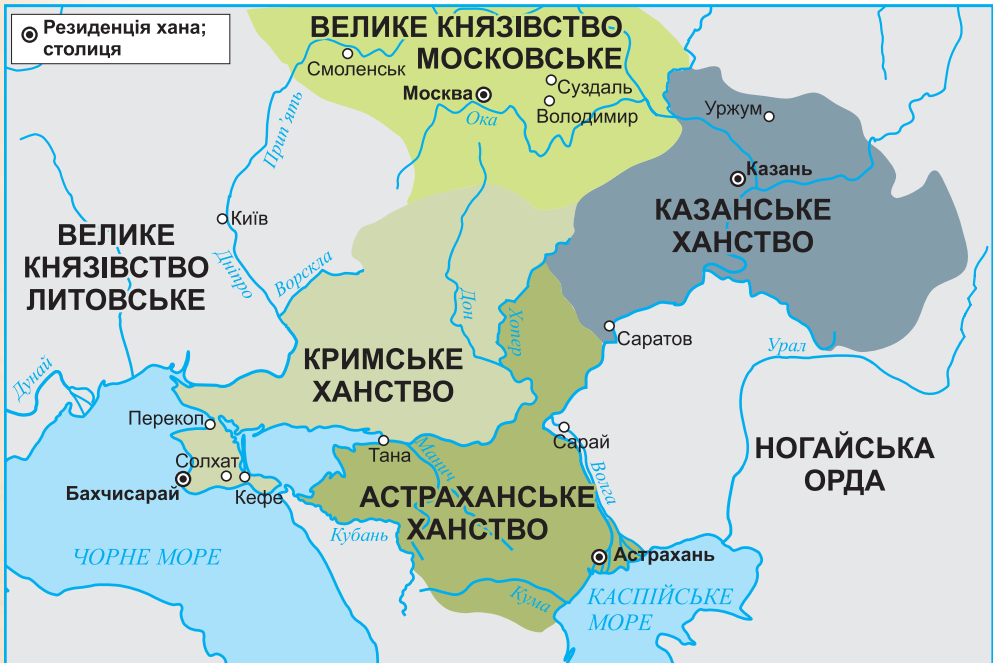 Резиденція хана;
столиця
ВЕЛИКЕ КНЯЗІВСТВО
МОСКОВСЬКЕ
Смоленськ
Москва
Суздаль
Володимир
Ока
Уржум
Казань
КАЗАНСЬКЕ
ХАНСТВО
Прип’ять
Київ
ВЕЛИКЕ
КНЯЗІВСТВО
ЛИТОВСЬКЕ
Дніпро
Ворскла
Дон
Хопер
Саратов
Урал
Дунай
КРИМСЬКЕ
ХАНСТВО
Перекоп
Солхат
Бахчисарай
Кефе
Тана
Манич
Сарай
Волга
НОГАЙСЬКА
ОРДА
АСТРАХАНСЬКЕ
ХАНСТВО
Кубань
ЧОРНЕ МОРЕ
Астрахань
Кума
КАСПІЙСЬКЕ
МОРЕ